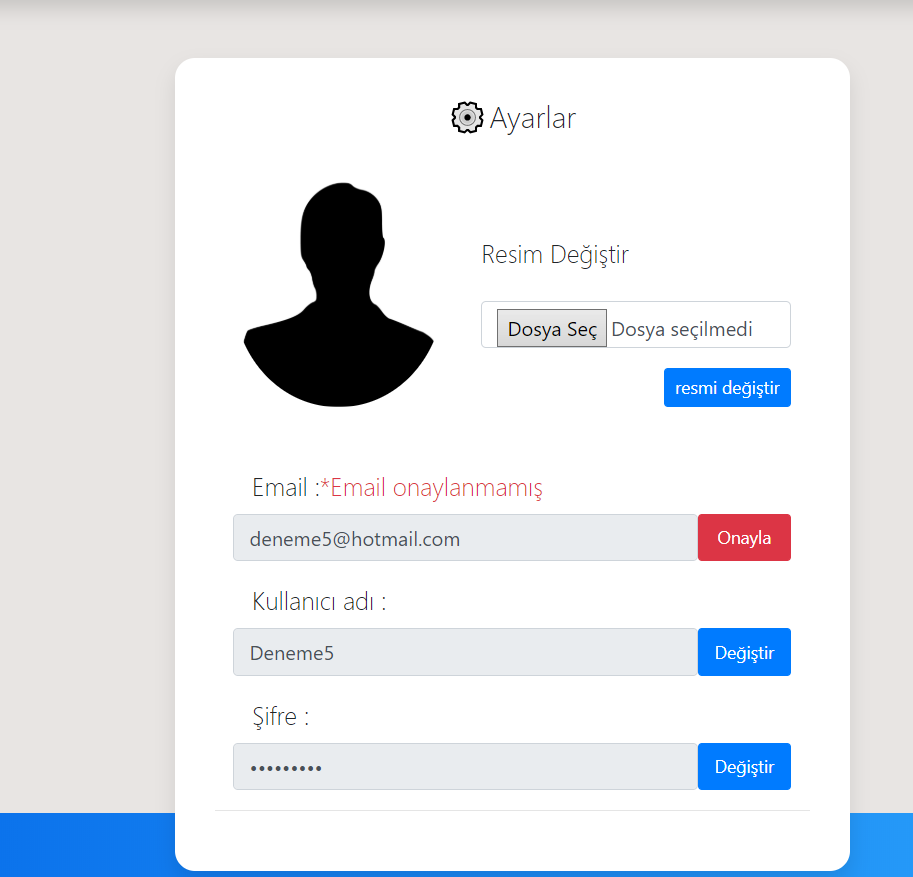 Ayarlar
Resim Değiştir
Dosya Seç Dosya seçilmedi
resmi değiştir
Email :*Email onaylanmamış
deneme5@hotmail.com Onayla
Kullanıcı adı :
Deneme5 Değiştir
Şifre :
••••••••• Değiştir